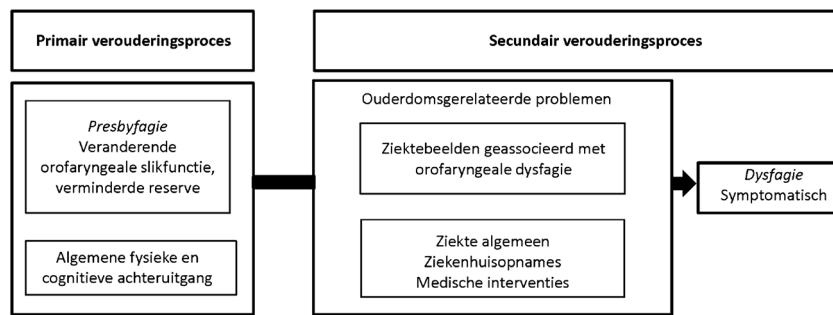 Primair verouderingsproces
Secundair verouderingsproces
Presbyfagie
Veranderende
orofaryngeale slikfunctie,
verminderde reserve
Algemene fysieke en
cognitieve achteruitgang
Ouderdomsgerelateerde problemen
Ziektebeelden geassocieerd met
orofaryngeale dysfagie
Ziekte algemeen
Ziekenhuisopnames
Medische interventies
Dysfagie
Symptomatisch